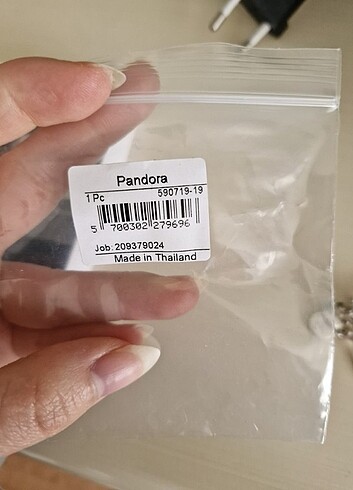 Pandora
1 Pc 590719-19
5 700302 279696
Job: 209379024
Made in Thailand